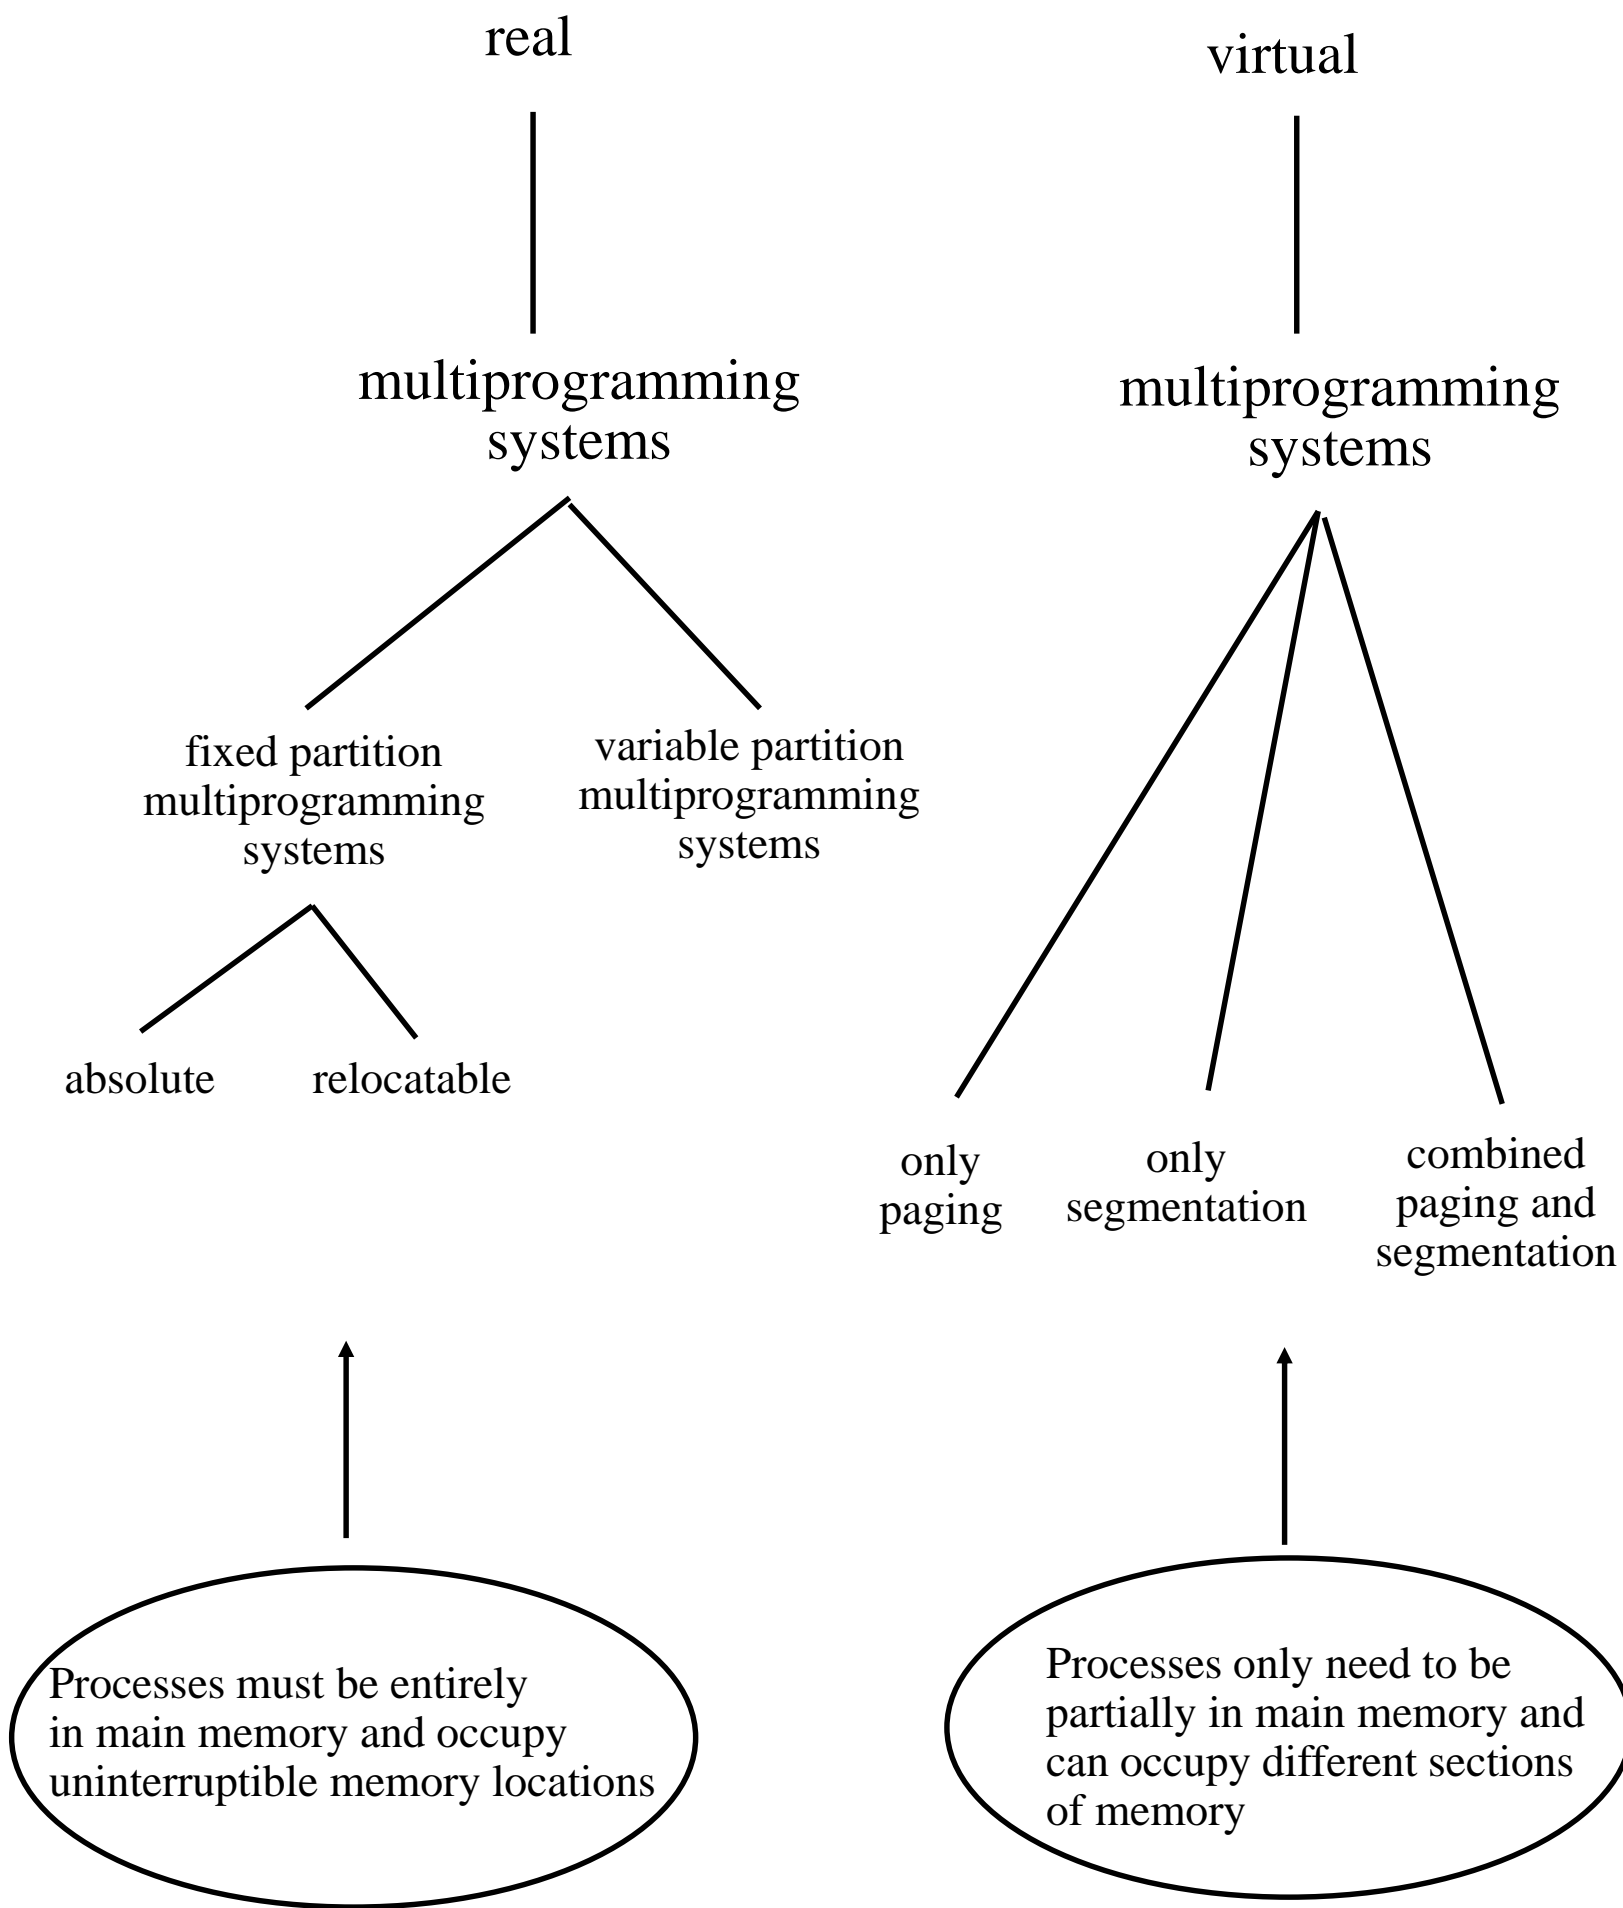 real
virtual
multiprogramming
systems
multiprogramming
systems
fixed partition
multiprogramming
systems
variable partition
multiprogramming
systems
absolute
relocatable
only
paging
only
segmentation
combined
paging and
segmentation
Processes must be entirely
in main memory and occupy
uninterruptible memory locations
Processes only need to be
partially in main memory and
can occupy different sections
of memory